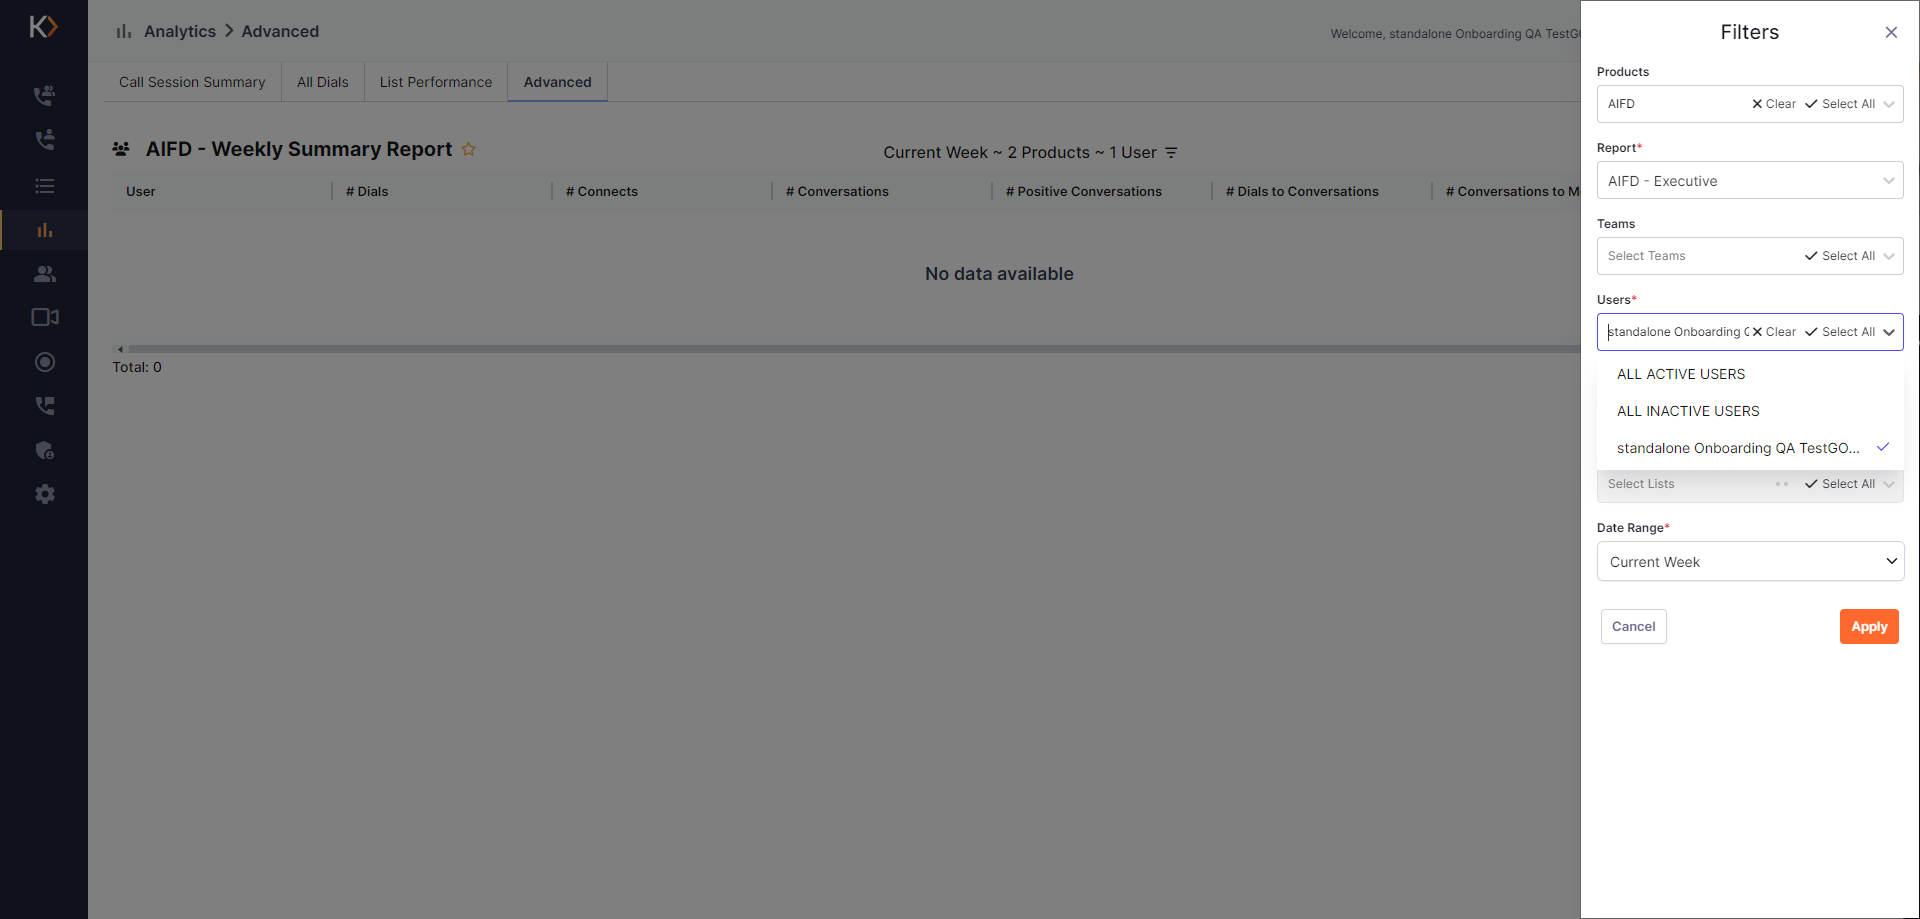 Analytics > Advanced
Welcome, standalone Onboarding QA TestGO
Call Session Summary
All Dials
List Performance
Advanced
AIFD - Weekly Summary Report
Current Week ~ 2 Products ~ 1 User
User
# Dials
# Connects
# Conversations
# Positive Conversations
# Dials to Conversations
# Conversations to M
No data available
Total: 0
Filters
Products
AIFD
Clear
Select All
Report*
AIFD - Executive
Teams
Select Teams
Select All
Users*
standalone Onboarding Q
Clear
Select All
ALL ACTIVE USERS
ALL INACTIVE USERS
standalone Onboarding QA TestGO...
Select Lists
Select All
Date Range*
Current Week
Cancel
Apply